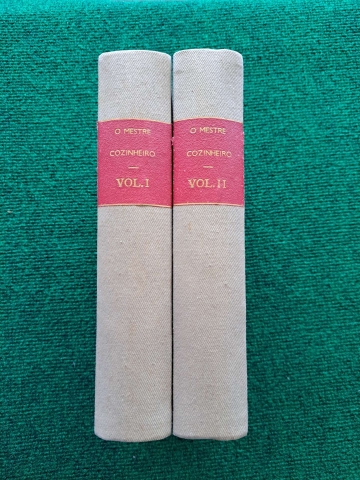 O MESTRE
COZINHEIRO
VOL. I
O MESTRE
COZINHEIRO
VOL. II